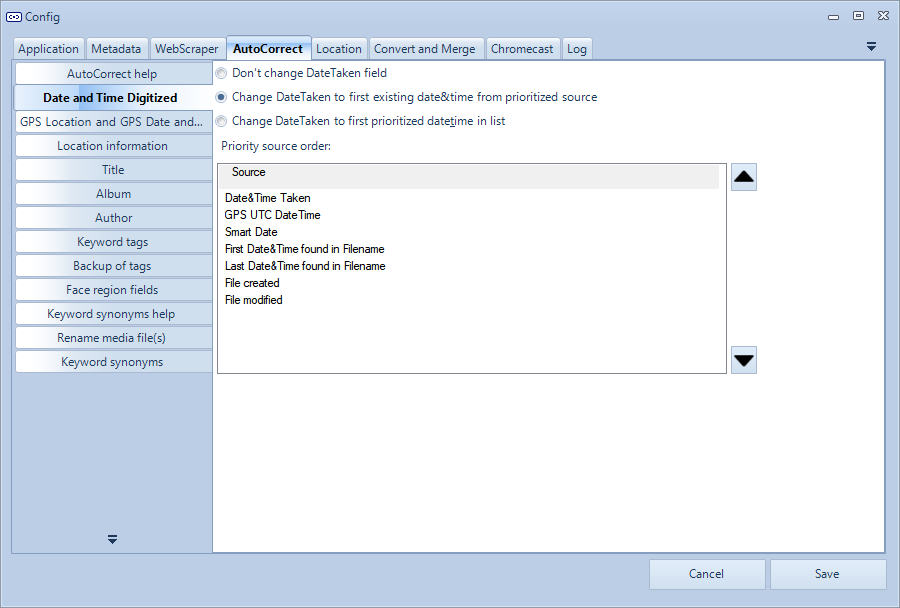 Config
Application Metadata WebScraper AutoCorrect Location Convert and Merge Chromecast Log
AutoCorrect help
Date and Time Digitized
GPS Location and GPS Date and...
Location information
Title
Album
Author
Keyword tags
Backup of tags
Face region fields
Keyword synonyms help
Rename media file(s)
Keyword synonyms
Don't change DateTaken field
Change DateTaken to first existing date&time from prioritized source
Change DateTaken to first prioritized datetime in list
Priority source order:
Source
Date&Time Taken
GPS UTC DateTime
Smart Date
First Date&Time found in Filename
Last Date&Time found in Filename
File created
File modified
Cancel Save